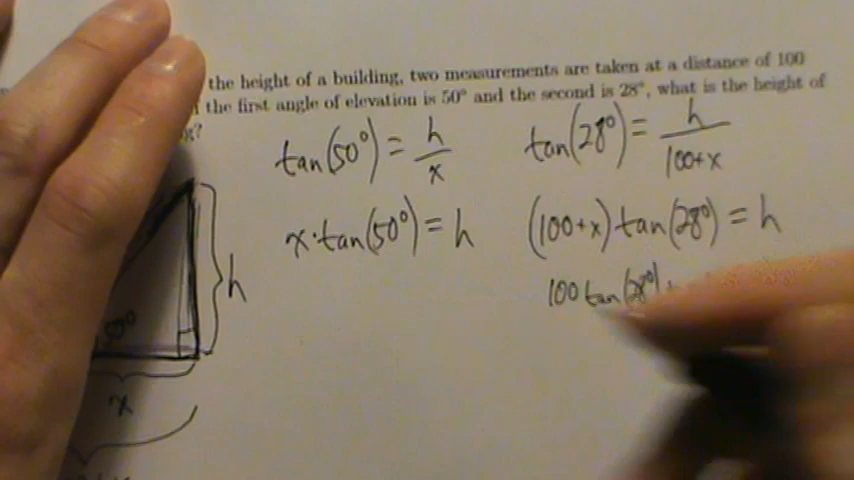 the height of a building, two measurements are taken at a distance of 100
the first angle of elevation is 50° and the second is 28°, what is the height of
g?
tan(50°) = h/x
tan(28°) = h/(100+x)
x·tan(50°) = h
(100+x)tan(28°) = h
100tan(28°)
50°
h
x